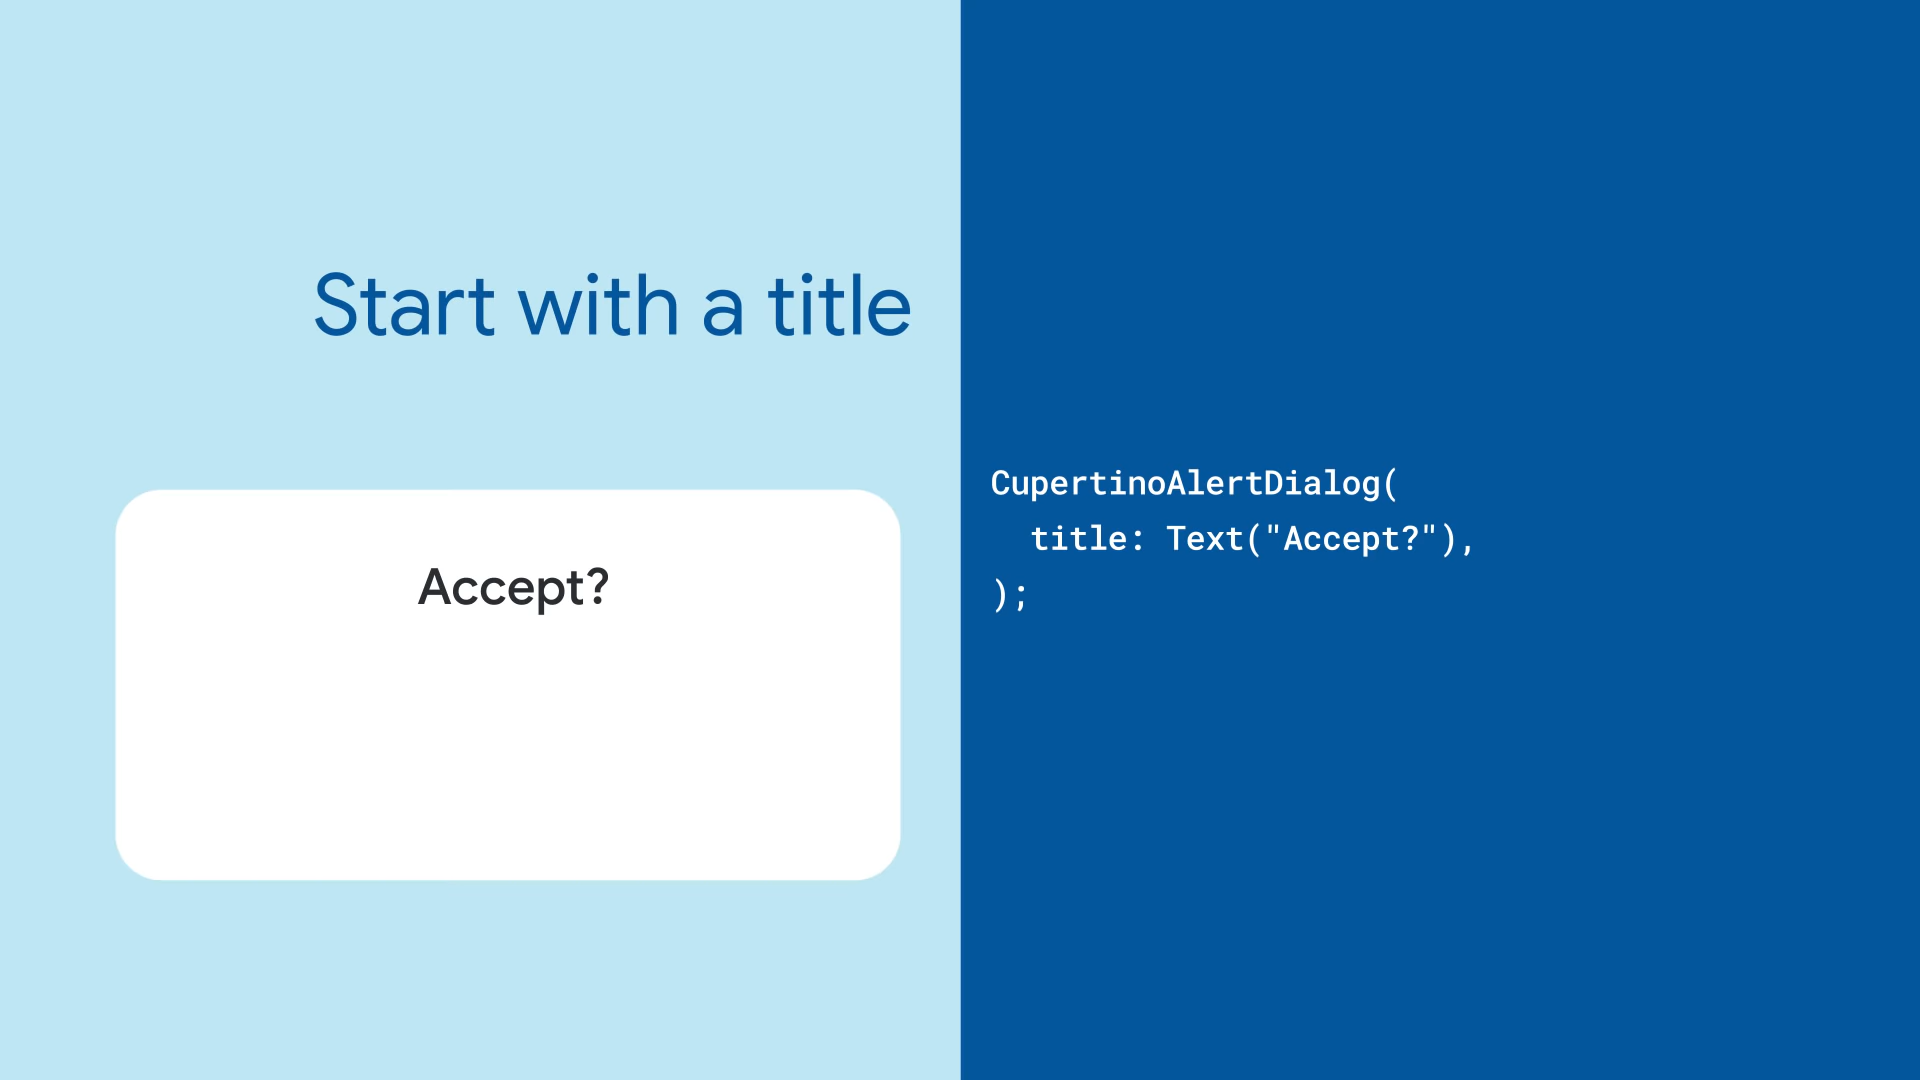 Start with a title
Accept?
CupertinoAlertDialog(
  title: Text("Accept?"),
);